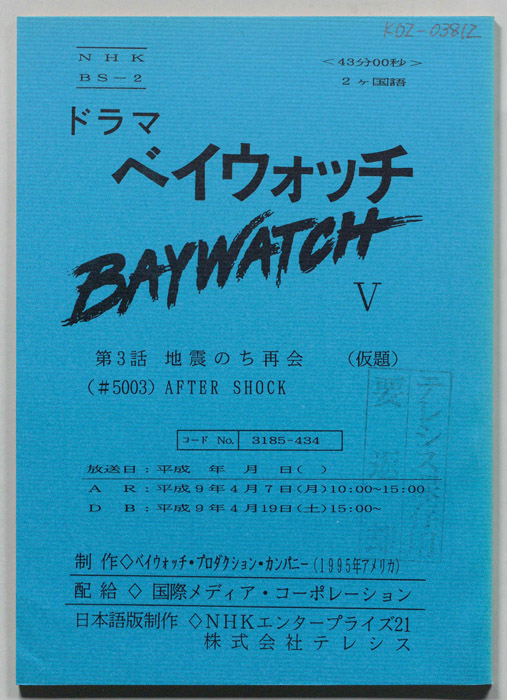 KDZ-03812
NHK
BS-2
<43分00秒>
2ヶ国語
ドラマ
ベイウォッチ
BAYWATCH
V
第3話 地震のち再会 (仮題)
(#5003) AFTER SHOCK
コード No. 3185-434
放送日:平成 年 月 日( )
A R:平成9年4月7日(月)10:00~15:00
D B:平成9年4月19日(土)15:00~
制作◇ベイウォッチ・プロダクション・カンパニー(1995年アメリカ)
配給◇国際メディア・コーポレーション
日本語版制作◇NHKエンタープライズ21
株式会社テレシス